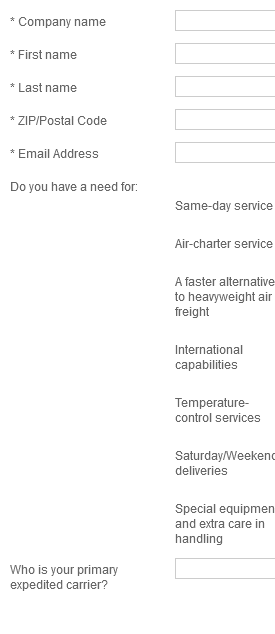 * Company name
* First name
* Last name
* ZIP/Postal Code
* Email Address
Do you have a need for:
Same-day service
Air-charter service
A faster alternative
to heavyweight air
freight
International
capabilities
Temperature-
control services
Saturday/Weekend
deliveries
Special equipmen
and extra care in
handling
Who is your primary
expedited carrier?